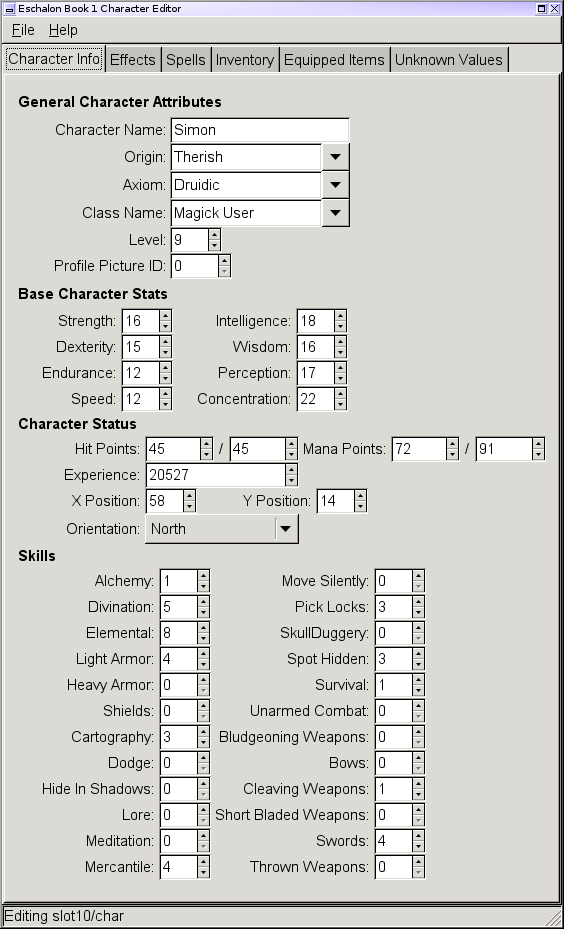 Eschalon Book 1 Character Editor
File Help
Character Info Effects Spells Inventory Equipped Items Unknown Values
General Character Attributes
Character Name: Simon
Origin: Therish
Axiom: Druidic
Class Name: Magick User
Level: 9
Profile Picture ID: 0
Base Character Stats
Strength: 16 Intelligence: 18
Dexterity: 15 Wisdom: 16
Endurance: 12 Perception: 17
Speed: 12 Concentration: 22
Character Status
Hit Points: 45 / 45 Mana Points: 72 / 91
Experience: 20527
X Position: 58 Y Position: 14
Orientation: North
Skills
Alchemy: 1 Move Silently: 0
Divination: 5 Pick Locks: 3
Elemental: 8 SkullDuggery: 0
Light Armor: 4 Spot Hidden: 3
Heavy Armor: 0 Survival: 1
Shields: 0 Unarmed Combat: 0
Cartography: 3 Bludgeoning Weapons: 0
Dodge: 0 Bows: 0
Hide In Shadows: 0 Cleaving Weapons: 1
Lore: 0 Short Bladed Weapons: 0
Meditation: 0 Swords: 4
Mercantile: 4 Thrown Weapons: 0
Editing slot10/char